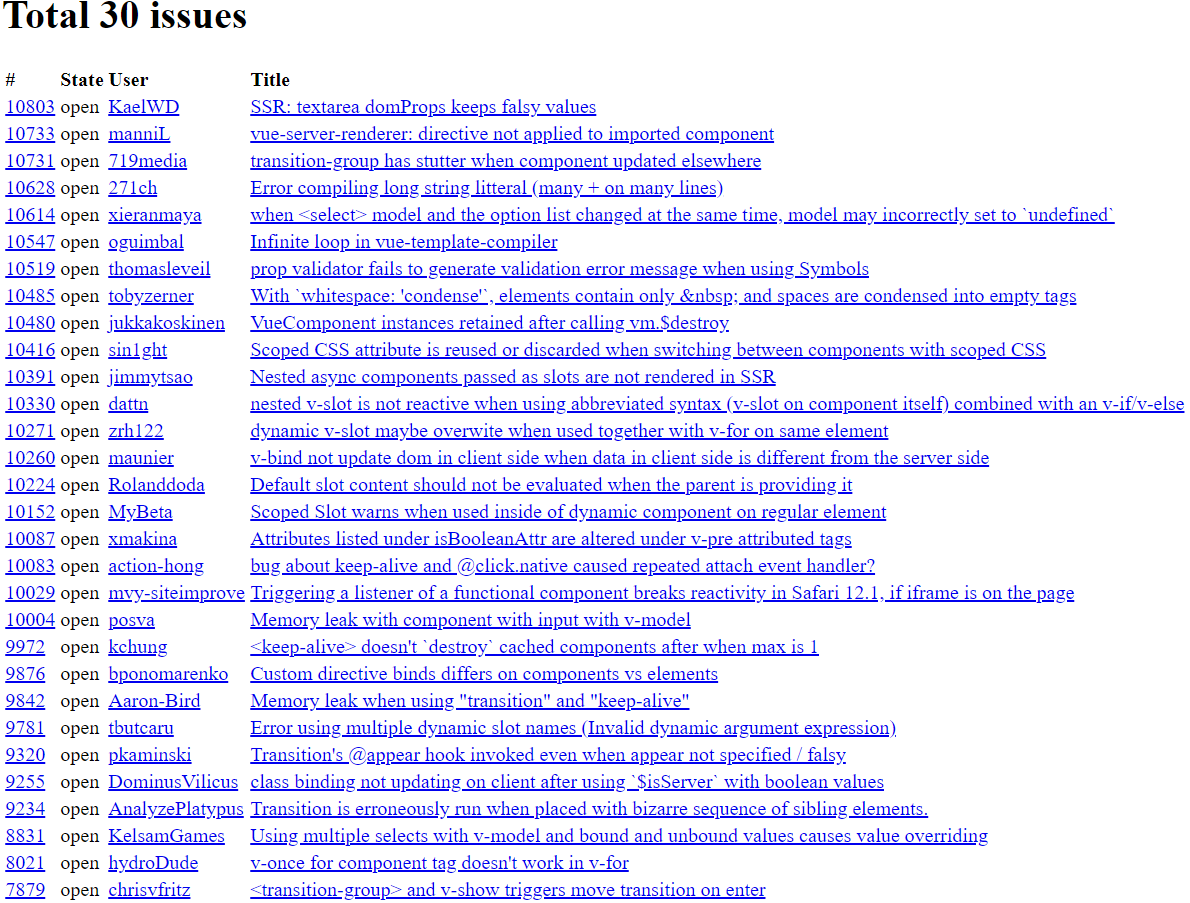 Total 30 issues
# State User Title
10803 open KaelWD SSR: textarea domProps keeps falsy values
10733 open manniL vue-server-renderer: directive not applied to imported component
10731 open 719media transition-group has stutter when component updated elsewhere
10628 open 271ch Error compiling long string litteral (many + on many lines)
10614 open xieranmaya when <select> model and the option list changed at the same time, model may incorrectly set to `undefined`
10547 open oguimbal Infinite loop in vue-template-compiler
10519 open thomasleveil prop validator fails to generate validation error message when using Symbols
10485 open tobyzerner With `whitespace: 'condense'`, elements contain only &nbsp; and spaces are condensed into empty tags
10480 open jukkakoskinen VueComponent instances retained after calling vm.$destroy
10416 open sin1ght Scoped CSS attribute is reused or discarded when switching between components with scoped CSS
10391 open jimmytsao Nested async components passed as slots are not rendered in SSR
10330 open dattn nested v-slot is not reactive when using abbreviated syntax (v-slot on component itself) combined with an v-if/v-else
10271 open zrh122 dynamic v-slot maybe overwite when used together with v-for on same element
10260 open maunier v-bind not update dom in client side when data in client side is different from the server side
10224 open Rolanddoda Default slot content should not be evaluated when the parent is providing it
10152 open MyBeta Scoped Slot warns when used inside of dynamic component on regular element
10087 open xmakina Attributes listed under isBooleanAttr are altered under v-pre attributed tags
10083 open action-hong bug about keep-alive and @click.native caused repeated attach event handler?
10029 open mvy-siteimprove Triggering a listener of a functional component breaks reactivity in Safari 12.1, if iframe is on the page
10004 open posva Memory leak with component with input with v-model
9972 open kchung <keep-alive> doesn't `destroy` cached components after when max is 1
9876 open bponomarenko Custom directive binds differs on components vs elements
9842 open Aaron-Bird Memory leak when using "transition" and "keep-alive"
9781 open tbutcaru Error using multiple dynamic slot names (Invalid dynamic argument expression)
9320 open pkaminski Transition's @appear hook invoked even when appear not specified / falsy
9255 open DominusVilicus class binding not updating on client after using `$isServer` with boolean values
9234 open AnalyzePlatypus Transition is erroneously run when placed with bizarre sequence of sibling elements.
8831 open KelsamGames Using multiple selects with v-model and bound and unbound values causes value overriding
8021 open hydroDude v-once for component tag doesn't work in v-for
7879 open chrisvfritz <transition-group> and v-show triggers move transition on enter